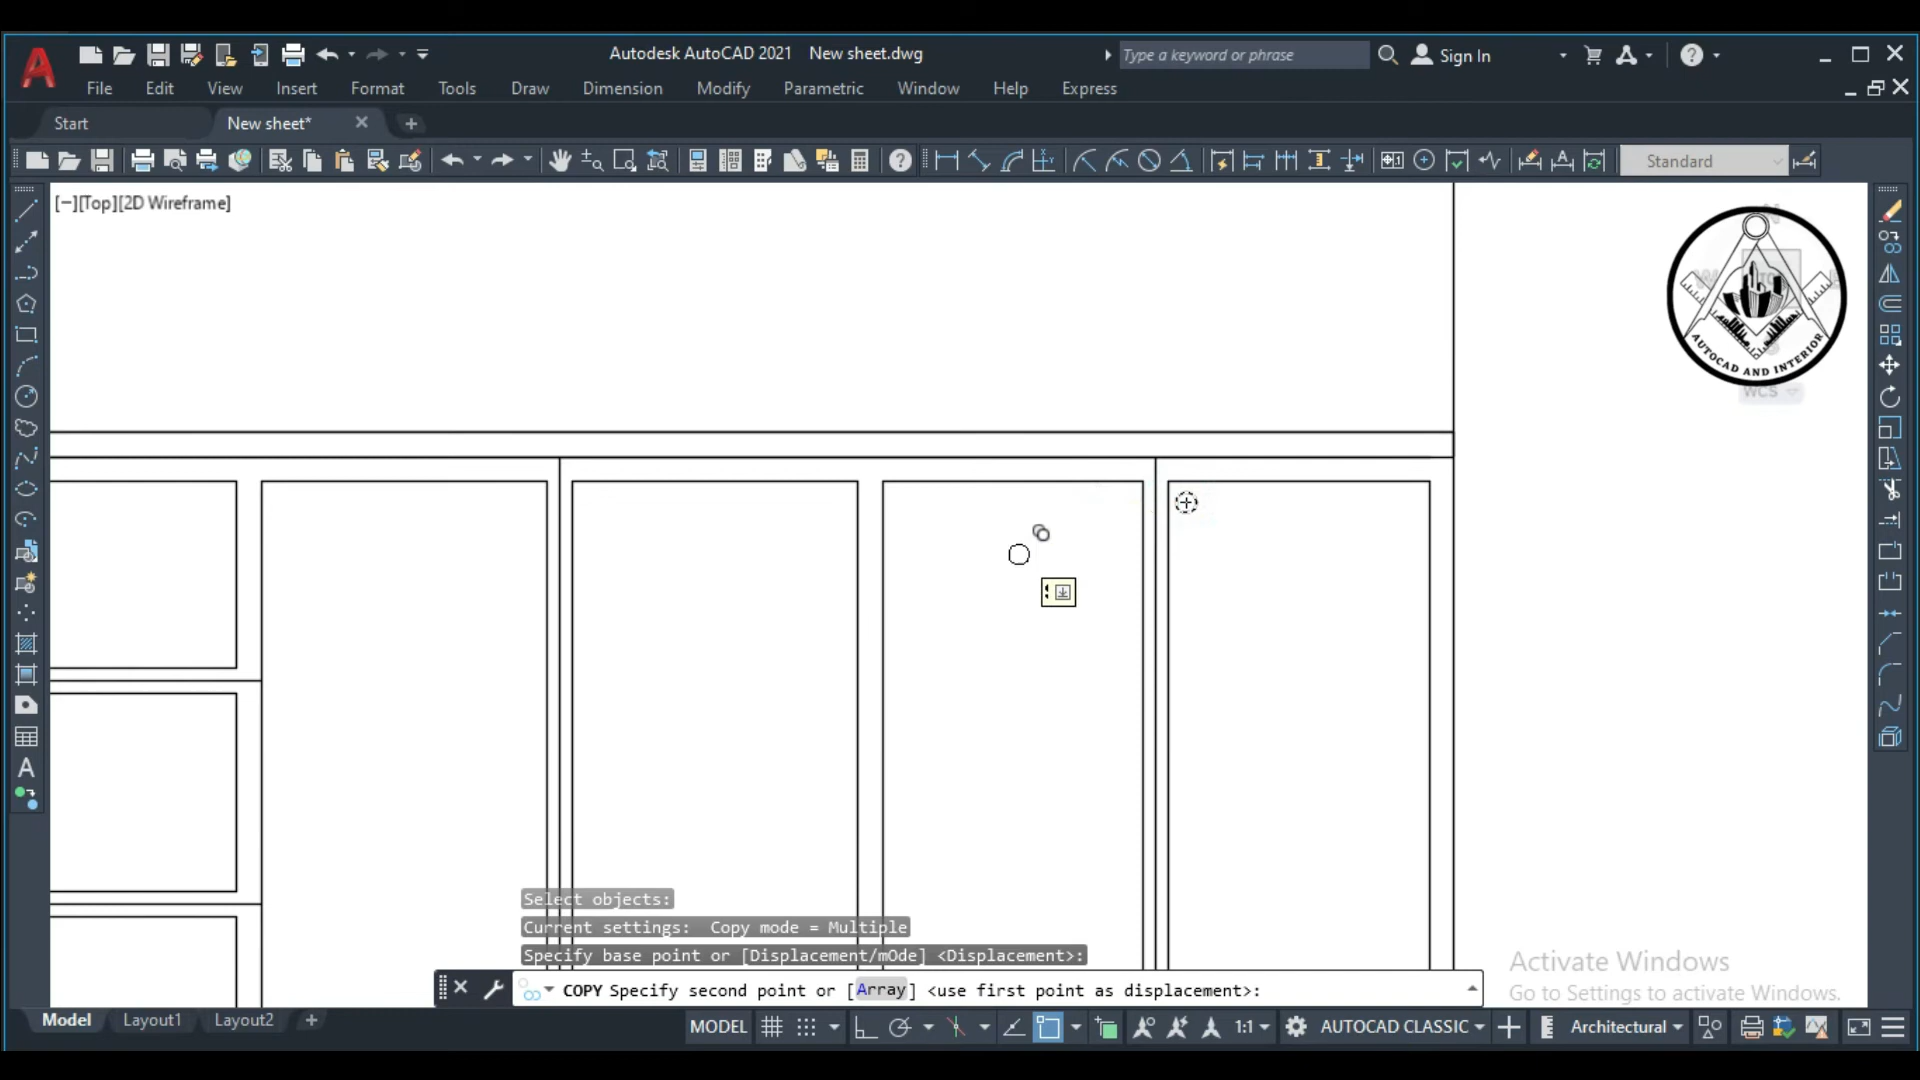 Autodesk AutoCAD 2021 New sheet.dwg
Type a keyword or phrase
Sign In
File Edit View Insert Format Tools Draw Dimension Modify Parametric Window Help Express
Start
New sheet*
Standard
[−][Top][2D Wireframe]
AUTOCAD AND INTERIOR
WCS
Select objects:
Current settings: Copy mode = Multiple
Specify base point or [Displacement/mOde] <Displacement>:
COPY Specify second point or [Array] <use first point as displacement>:
Activate Windows
Go to Settings to activate Windows.
Model Layout1 Layout2
MODEL
1:1
AUTOCAD CLASSIC
Architectural